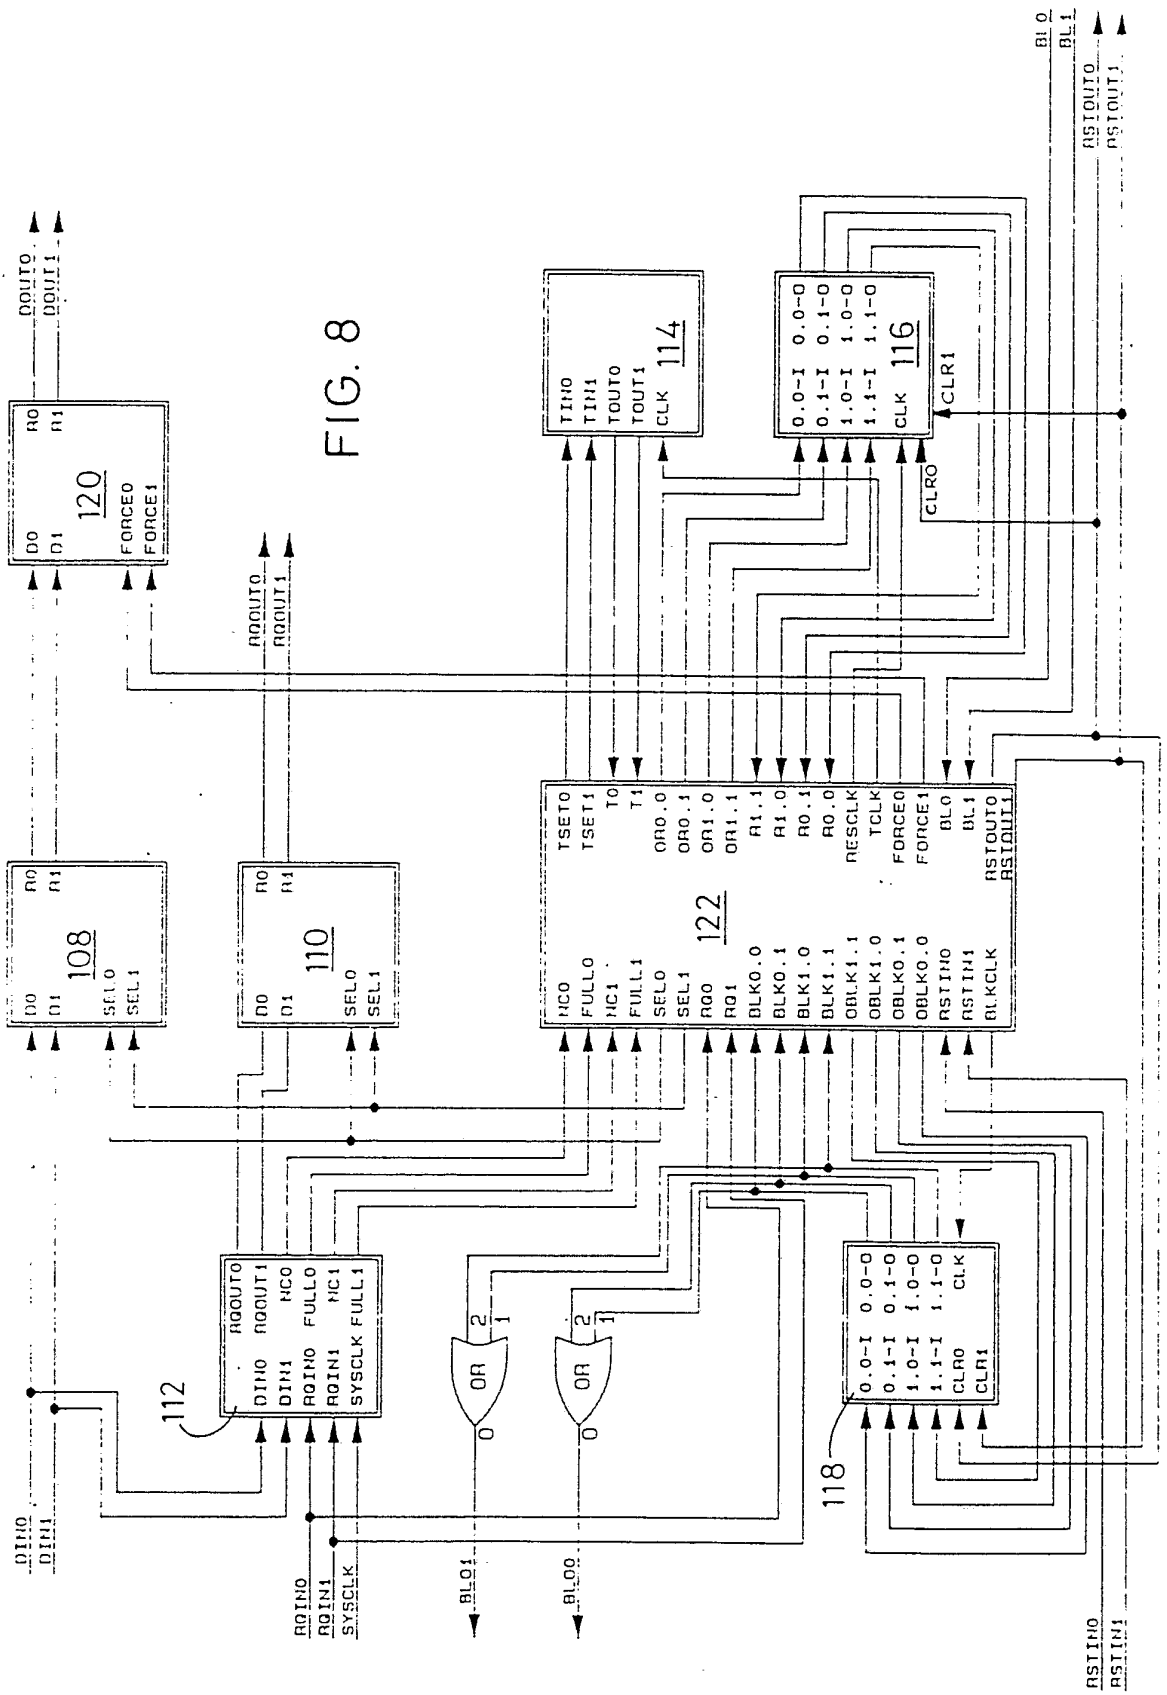 FIG. 8
DIN0
DIN1
RQIN0
RQIN1
SYSCLK
BL01
BL00
RSTIN0
RSTIN1
112
DIN0
DIN1
RQIN0
RQIN1
SYSCLK
RQOUT0
RQOUT1
NC0
FULL0
NC1
FULL1
OR
2
1
0
OR
2
1
0
118
0.0-I 0.0-O
0.1-I 0.1-O
1.0-I 1.0-O
1.1-I 1.1-O
CLR0 CLK
CLR1
D0 R0
D1 R1
108
SEL0
SEL1
D0 R0
D1 R1
110
SEL0
SEL1
122
NC0
FULL0
NC1
FULL1
SEL0
SEL1
RQ0
RQ1
BLK0.0
BLK0.1
BLK1.0
BLK1.1
OBLK1.1
OBLK1.0
OBLK0.1
OBLK0.0
RSTIN0
RSTIN1
BLKCLK
TSET0
TSET1
T0
T1
OR0.0
OR0.1
OR1.0
OR1.1
R1.1
R1.0
R0.1
R0.0
RESCLK
TCLK
FORCE0
FORCE1
BL0
BL1
RSTOUT0
RSTOUT1
D0 R0
D1 R1
120
FORCE0
FORCE1
DOUT0
DOUT1
RQOUT0
RQOUT1
TIN0
TIN1
TOUT0
TOUT1
CLK
114
0.0-I 0.0-O
0.1-I 0.1-O
1.0-I 1.0-O
1.1-I 1.1-O
CLK
116
CLR0
CLR1
BL0
BL1
RSTOUT0
RSTOUT1